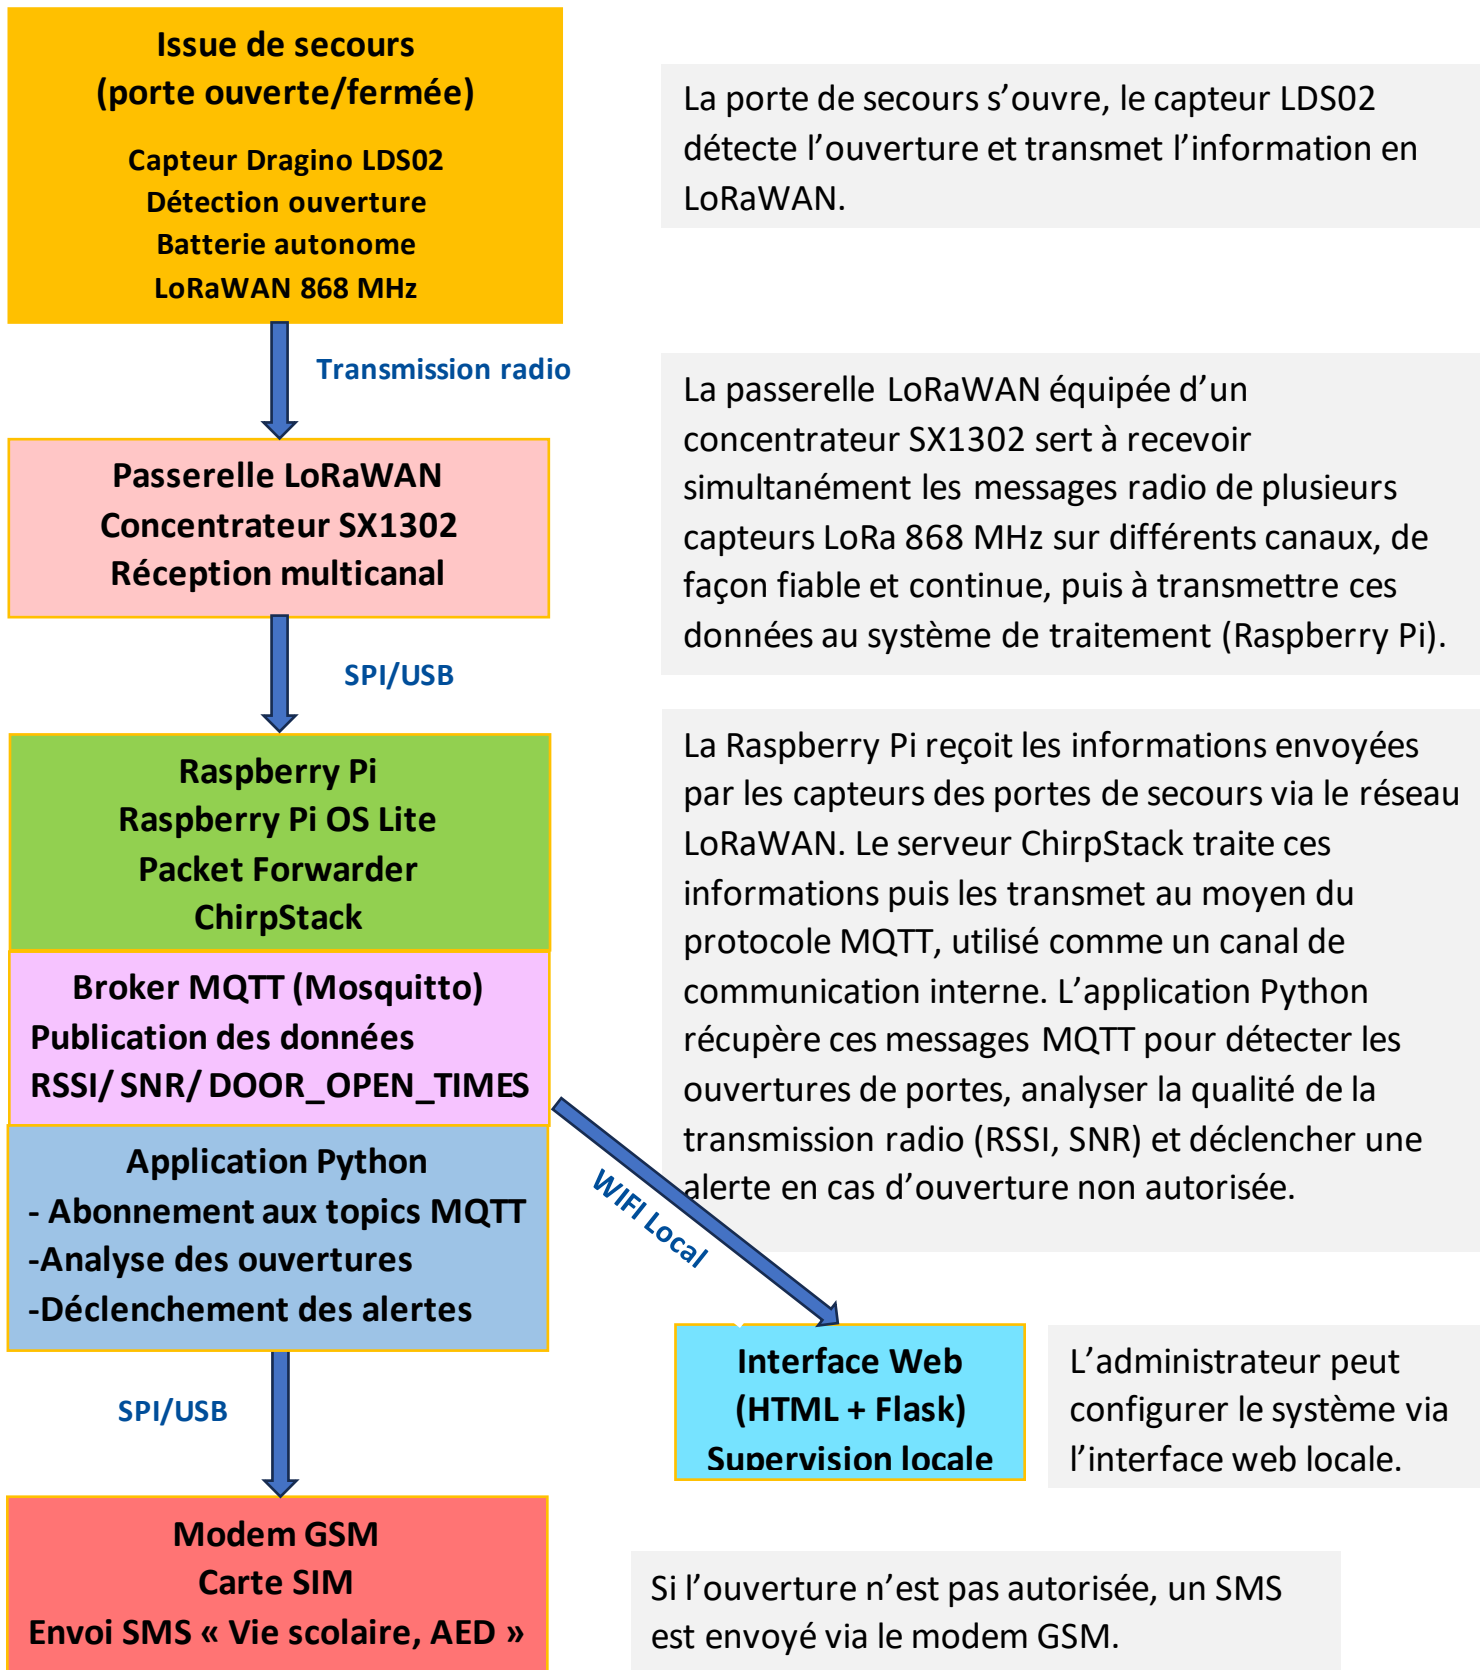 Issue de secours
(porte ouverte/fermée)
Capteur Dragino LDS02
Détection ouverture
Batterie autonome
LoRaWAN 868 MHz
La porte de secours s’ouvre, le capteur LDS02
détecte l’ouverture et transmet l’information en
LoRaWAN.
Transmission radio
Passerelle LoRaWAN
Concentrateur SX1302
Réception multicanal
La passerelle LoRaWAN équipée d’un
concentrateur SX1302 sert à recevoir
simultanément les messages radio de plusieurs
capteurs LoRa 868 MHz sur différents canaux, de
façon fiable et continue, puis à transmettre ces
données au système de traitement (Raspberry Pi).
SPI/USB
Raspberry Pi
Raspberry Pi OS Lite
Packet Forwarder
ChirpStack
Broker MQTT (Mosquitto)
Publication des données
RSSI/ SNR/ DOOR_OPEN_TIMES
Application Python
- Abonnement aux topics MQTT
-Analyse des ouvertures
-Déclenchement des alertes
La Raspberry Pi reçoit les informations envoyées
par les capteurs des portes de secours via le réseau
LoRaWAN. Le serveur ChirpStack traite ces
informations puis les transmet au moyen du
protocole MQTT, utilisé comme un canal de
communication interne. L’application Python
récupère ces messages MQTT pour détecter les
ouvertures de portes, analyser la qualité de la
transmission radio (RSSI, SNR) et déclencher une
alerte en cas d’ouverture non autorisée.
WIFI Local
SPI/USB
Interface Web
(HTML + Flask)
Supervision locale
L’administrateur peut
configurer le système via
l’interface web locale.
Modem GSM
Carte SIM
Envoi SMS « Vie scolaire, AED »
Si l’ouverture n’est pas autorisée, un SMS
est envoyé via le modem GSM.